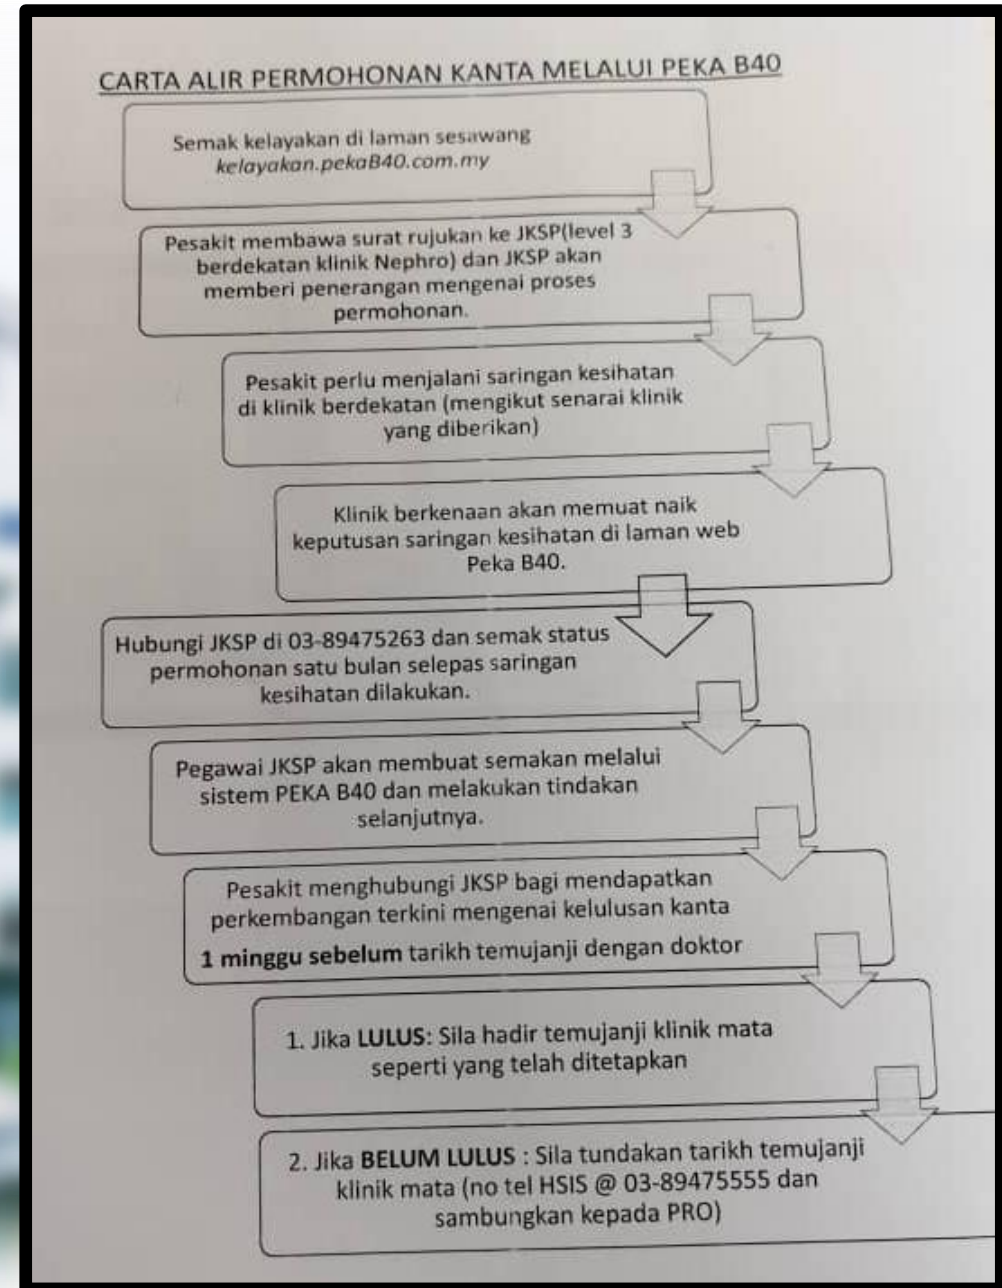 CARTA ALIR PERMOHONAN KANTA MELALUI PEKA B40
Semak kelayakan di laman sesawang
kelayakan.pekaB40.com.my
Pesakit membawa surat rujukan ke JKSP(level 3
berdekatan klinik Nephro) dan JKSP akan
memberi penerangan mengenai proses
permohonan.
Pesakit perlu menjalani saringan kesihatan
di klinik berdekatan (mengikut senarai klinik
yang diberikan)
Klinik berkenaan akan memuat naik
keputusan saringan kesihatan di laman web
Peka B40.
Hubungi JKSP di 03-89475263 dan semak status
permohonan satu bulan selepas saringan
kesihatan dilakukan.
Pegawai JKSP akan membuat semakan melalui
sistem PEKA B40 dan melakukan tindakan
selanjutnya.
Pesakit menghubungi JKSP bagi mendapatkan
perkembangan terkini mengenai kelulusan kanta
1 minggu sebelum tarikh temujanji dengan doktor
1. Jika LULUS: Sila hadir temujanji klinik mata
seperti yang telah ditetapkan
2. Jika BELUM LULUS : Sila tundakan tarikh temujanji
klinik mata (no tel HSIS @ 03-89475555 dan
sambungkan kepada PRO)